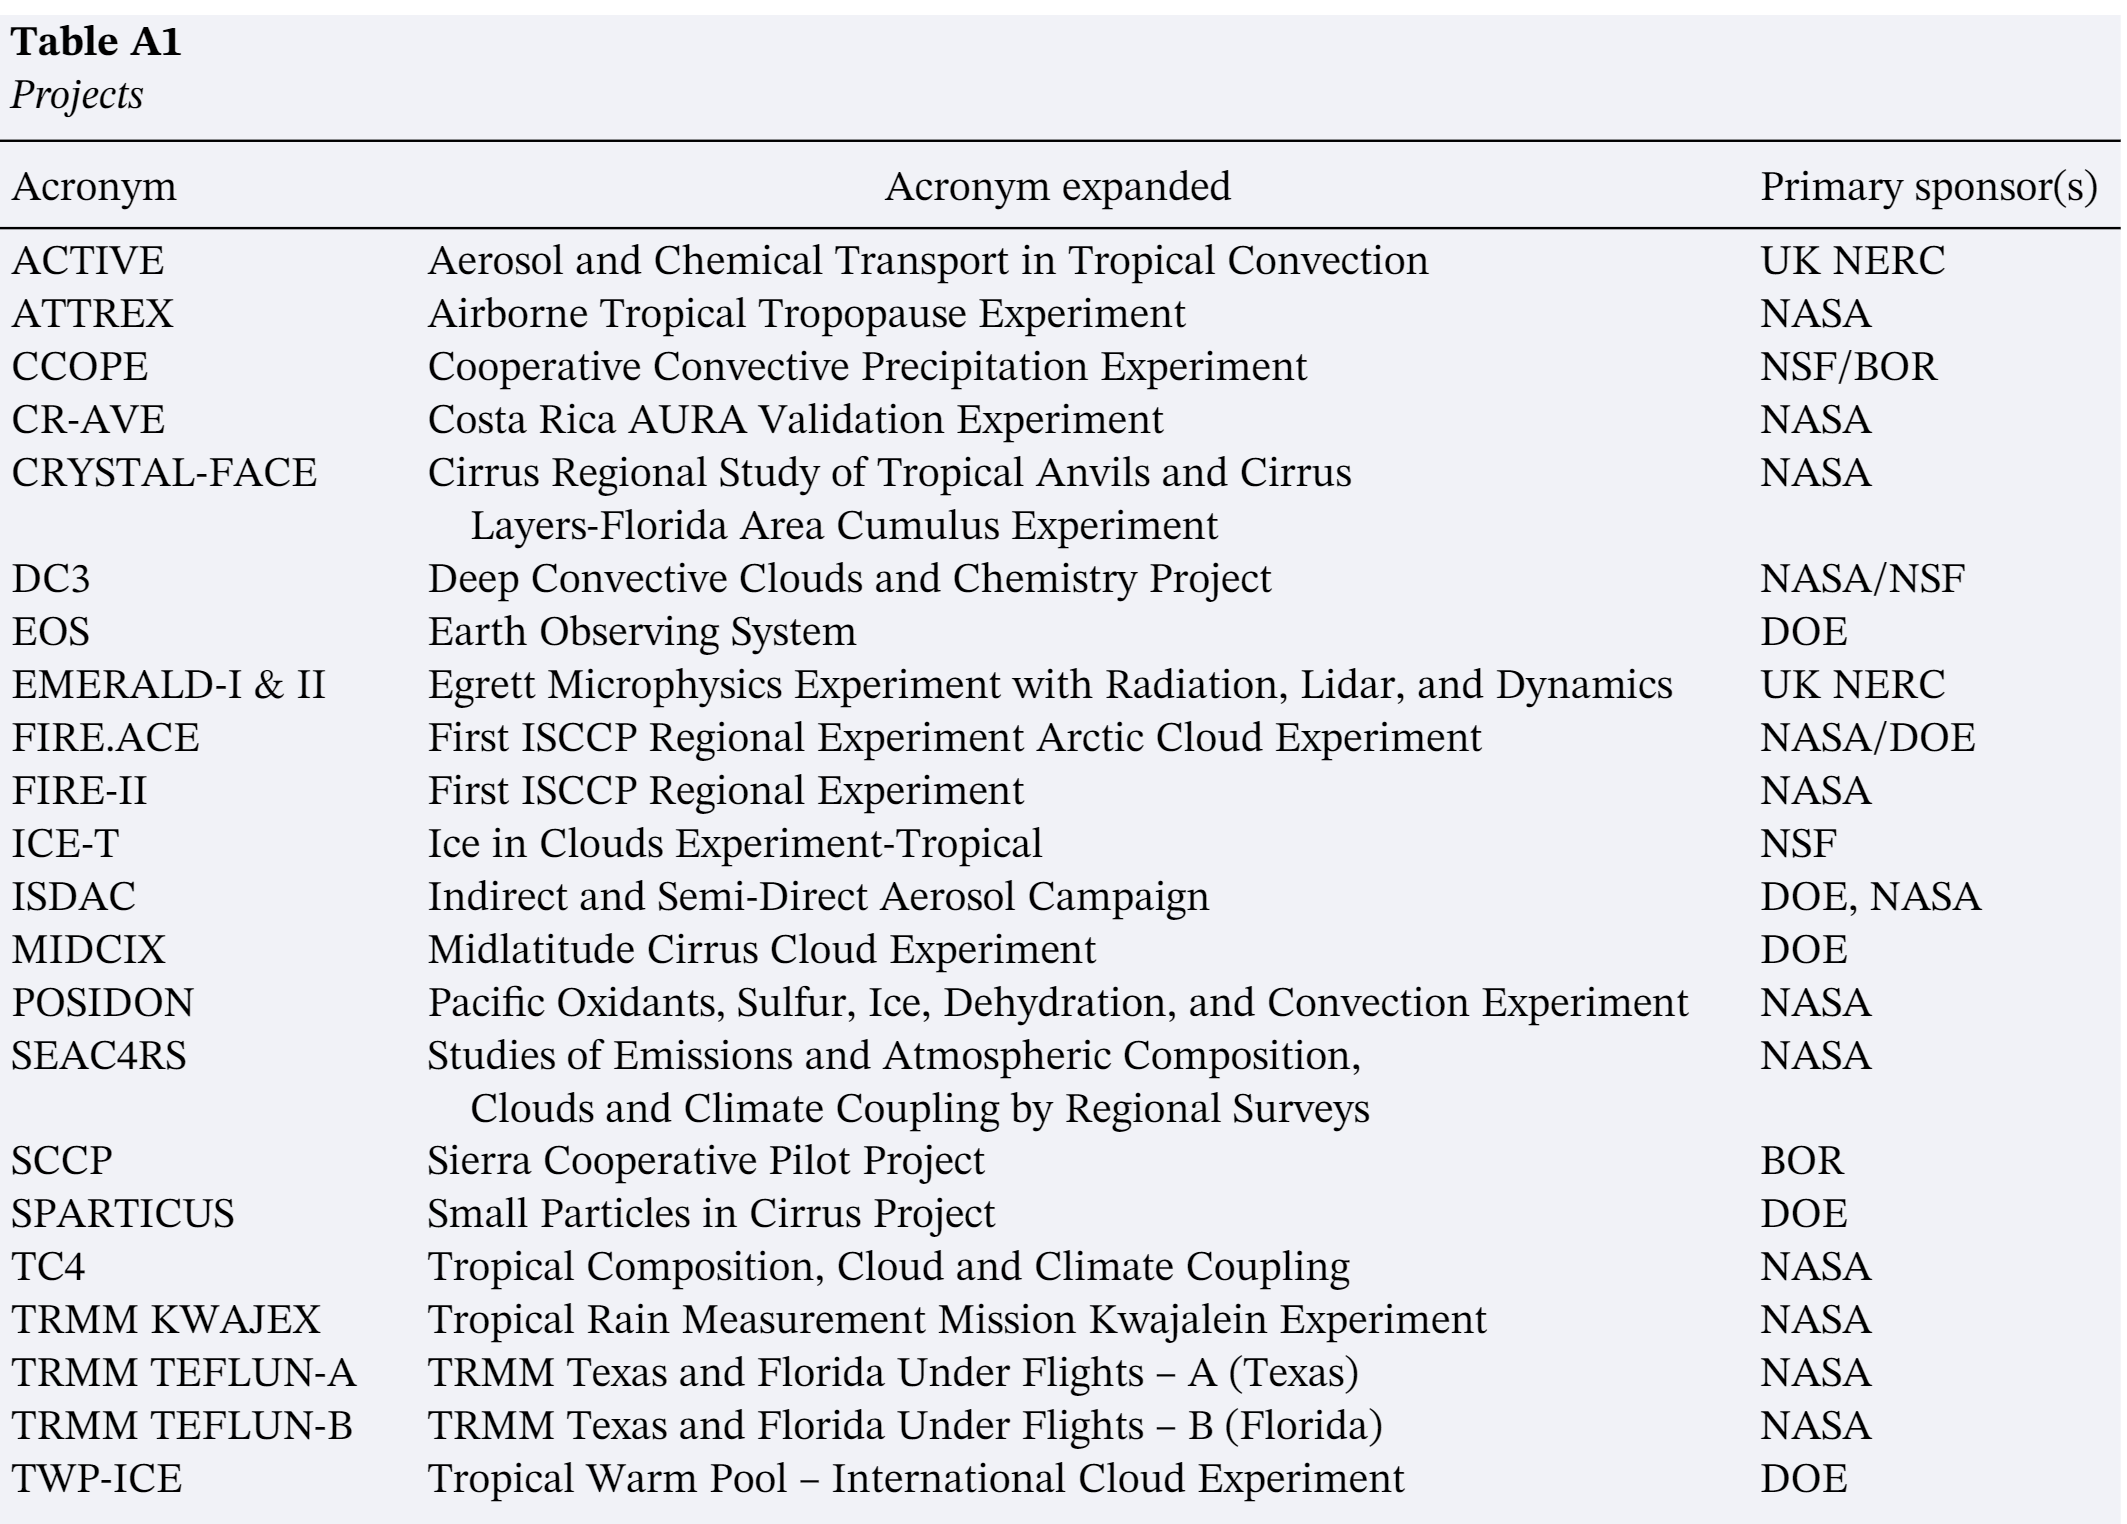 Table A1
Projects
Acronym Acronym expanded Primary sponsor(s)
ACTIVE Aerosol and Chemical Transport in Tropical Convection UK NERC
ATTREX Airborne Tropical Tropopause Experiment NASA
CCOPE Cooperative Convective Precipitation Experiment NSF/BOR
CR-AVE Costa Rica AURA Validation Experiment NASA
CRYSTAL-FACE Cirrus Regional Study of Tropical Anvils and Cirrus NASA
Layers-Florida Area Cumulus Experiment
DC3 Deep Convective Clouds and Chemistry Project NASA/NSF
EOS Earth Observing System DOE
EMERALD-I & II Egrett Microphysics Experiment with Radiation, Lidar, and Dynamics UK NERC
FIRE.ACE First ISCCP Regional Experiment Arctic Cloud Experiment NASA/DOE
FIRE-II First ISCCP Regional Experiment NASA
ICE-T Ice in Clouds Experiment-Tropical NSF
ISDAC Indirect and Semi-Direct Aerosol Campaign DOE, NASA
MIDCIX Midlatitude Cirrus Cloud Experiment DOE
POSIDON Pacific Oxidants, Sulfur, Ice, Dehydration, and Convection Experiment NASA
SEAC4RS Studies of Emissions and Atmospheric Composition, NASA
Clouds and Climate Coupling by Regional Surveys
SCCP Sierra Cooperative Pilot Project BOR
SPARTICUS Small Particles in Cirrus Project DOE
TC4 Tropical Composition, Cloud and Climate Coupling NASA
TRMM KWAJEX Tropical Rain Measurement Mission Kwajalein Experiment NASA
TRMM TEFLUN-A TRMM Texas and Florida Under Flights – A (Texas) NASA
TRMM TEFLUN-B TRMM Texas and Florida Under Flights – B (Florida) NASA
TWP-ICE Tropical Warm Pool – International Cloud Experiment DOE